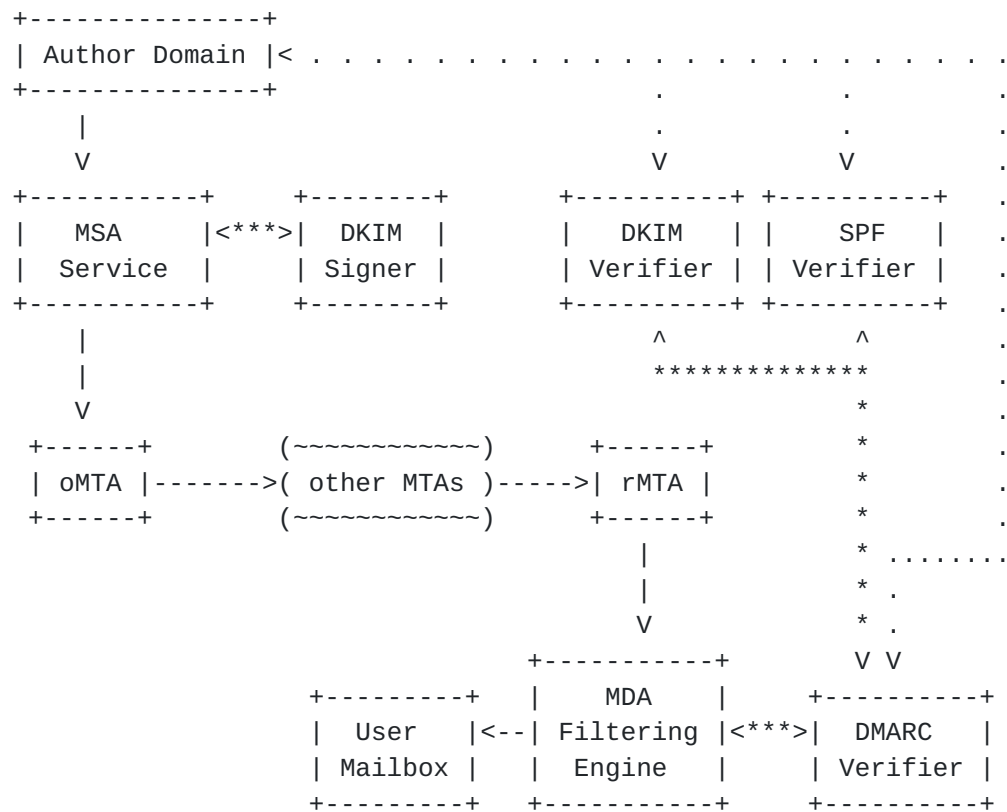 +---------------+
| Author Domain |< . . . . . . . . . . . . . . . . . . . . . . .
+---------------+                        .           .         .
    |                                    .           .         .
    V                                    V           V         .
+-----------+     +--------+       +----------+ +----------+   .
|   MSA     |<***>|  DKIM  |       |   DKIM   | |    SPF   |   .
|  Service  |     | Signer |       | Verifier | | Verifier |   .
+-----------+     +--------+       +----------+ +----------+   .
    |                                    ^            ^        .
    |                                    **************        .
    V                                                 *        .
 +------+        (~~~~~~~~~~~~)      +------+         *        .
 | oMTA |------->( other MTAs )----->| rMTA |         *        .
 +------+        (~~~~~~~~~~~~)      +------+         *        .
                                        |             * ........
                                        |             * .
                                        V             * .
                                 +-----------+        V V
                   +---------+   |    MDA    |     +----------+
                   |  User   |<--| Filtering |<***>|  DMARC   |
                   | Mailbox |   |  Engine   |     | Verifier |
                   +---------+   +-----------+     +----------+